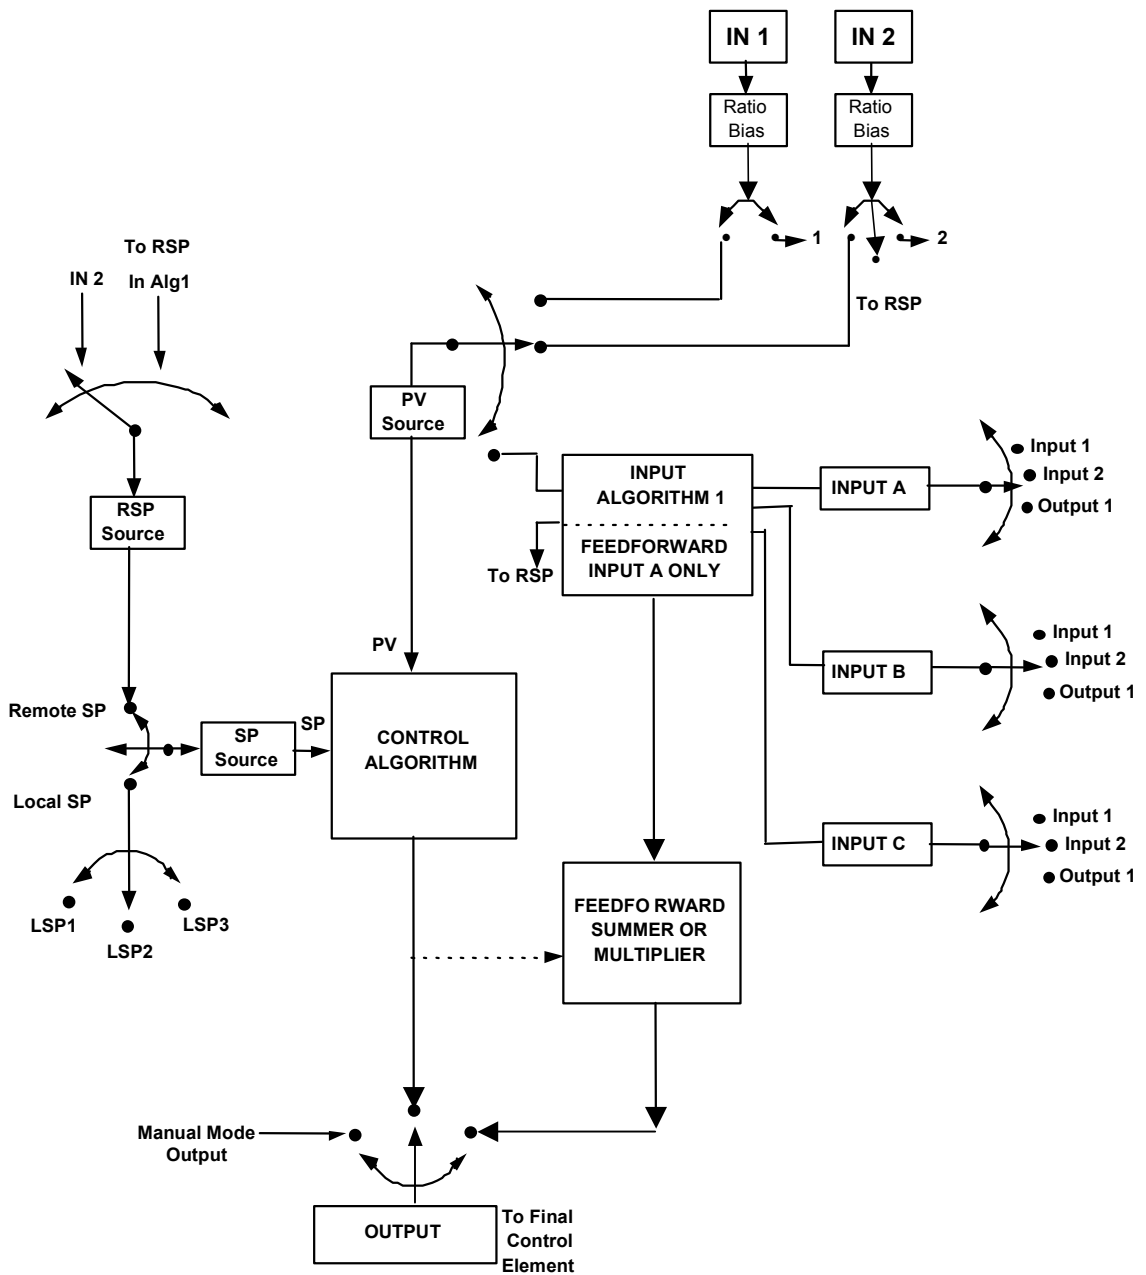 IN 1
IN 2
Ratio
Bias
Ratio
Bias
1
2
To RSP
To RSP
IN 2
In Alg1
PV
Source
INPUT
ALGORITHM 1
FEEDFORWARD
INPUT A ONLY
To RSP
INPUT A
Input 1
Input 2
Output 1
RSP
Source
INPUT B
Input 1
Input 2
Output 1
PV
Remote SP
SP
Source
SP
CONTROL
ALGORITHM
Local SP
INPUT C
Input 1
Input 2
Output 1
LSP1
LSP2
LSP3
FEEDFO RWARD
SUMMER OR
MULTIPLIER
Manual Mode
Output
OUTPUT
To Final
Control
Element